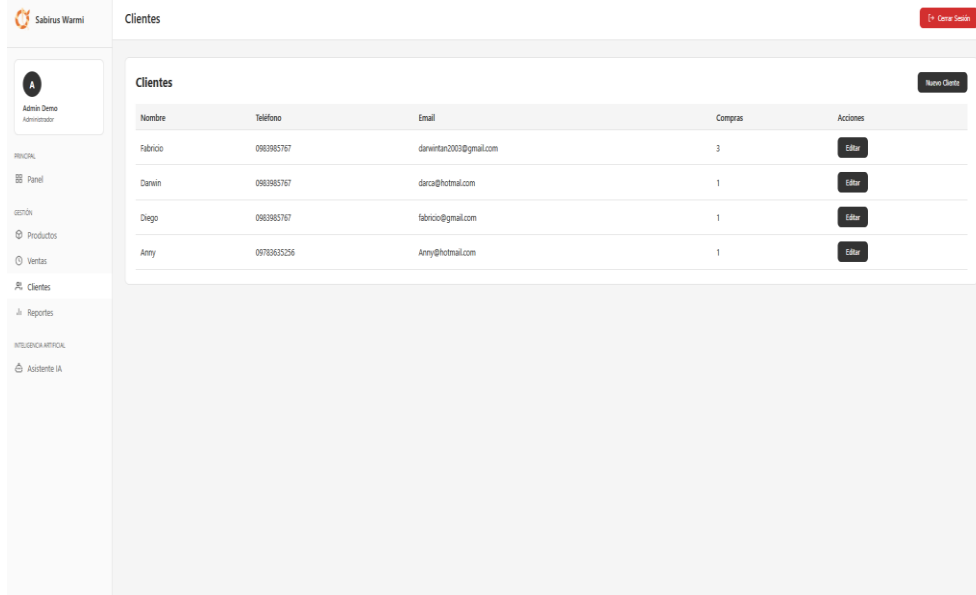 Sabirus Warmi
Clientes
Cerrar Sesión
A
Admin Demo
Administrador
PRINCIPAL
Panel
GESTIÓN
Productos
Ventas
Clientes
Reportes
INTELIGENCIA ARTIFICIAL
Asistente IA
Clientes
Nuevo Cliente
Nombre Teléfono Email Compras Acciones
Fabricio 0983985767 darwintan2003@gmail.com 3 Editar
Darwin 0983985767 darca@hotmal.com 1 Editar
Diego 0983985767 fabricio@gmail.com 1 Editar
Anny 09783635256 Anny@hotmail.com 1 Editar